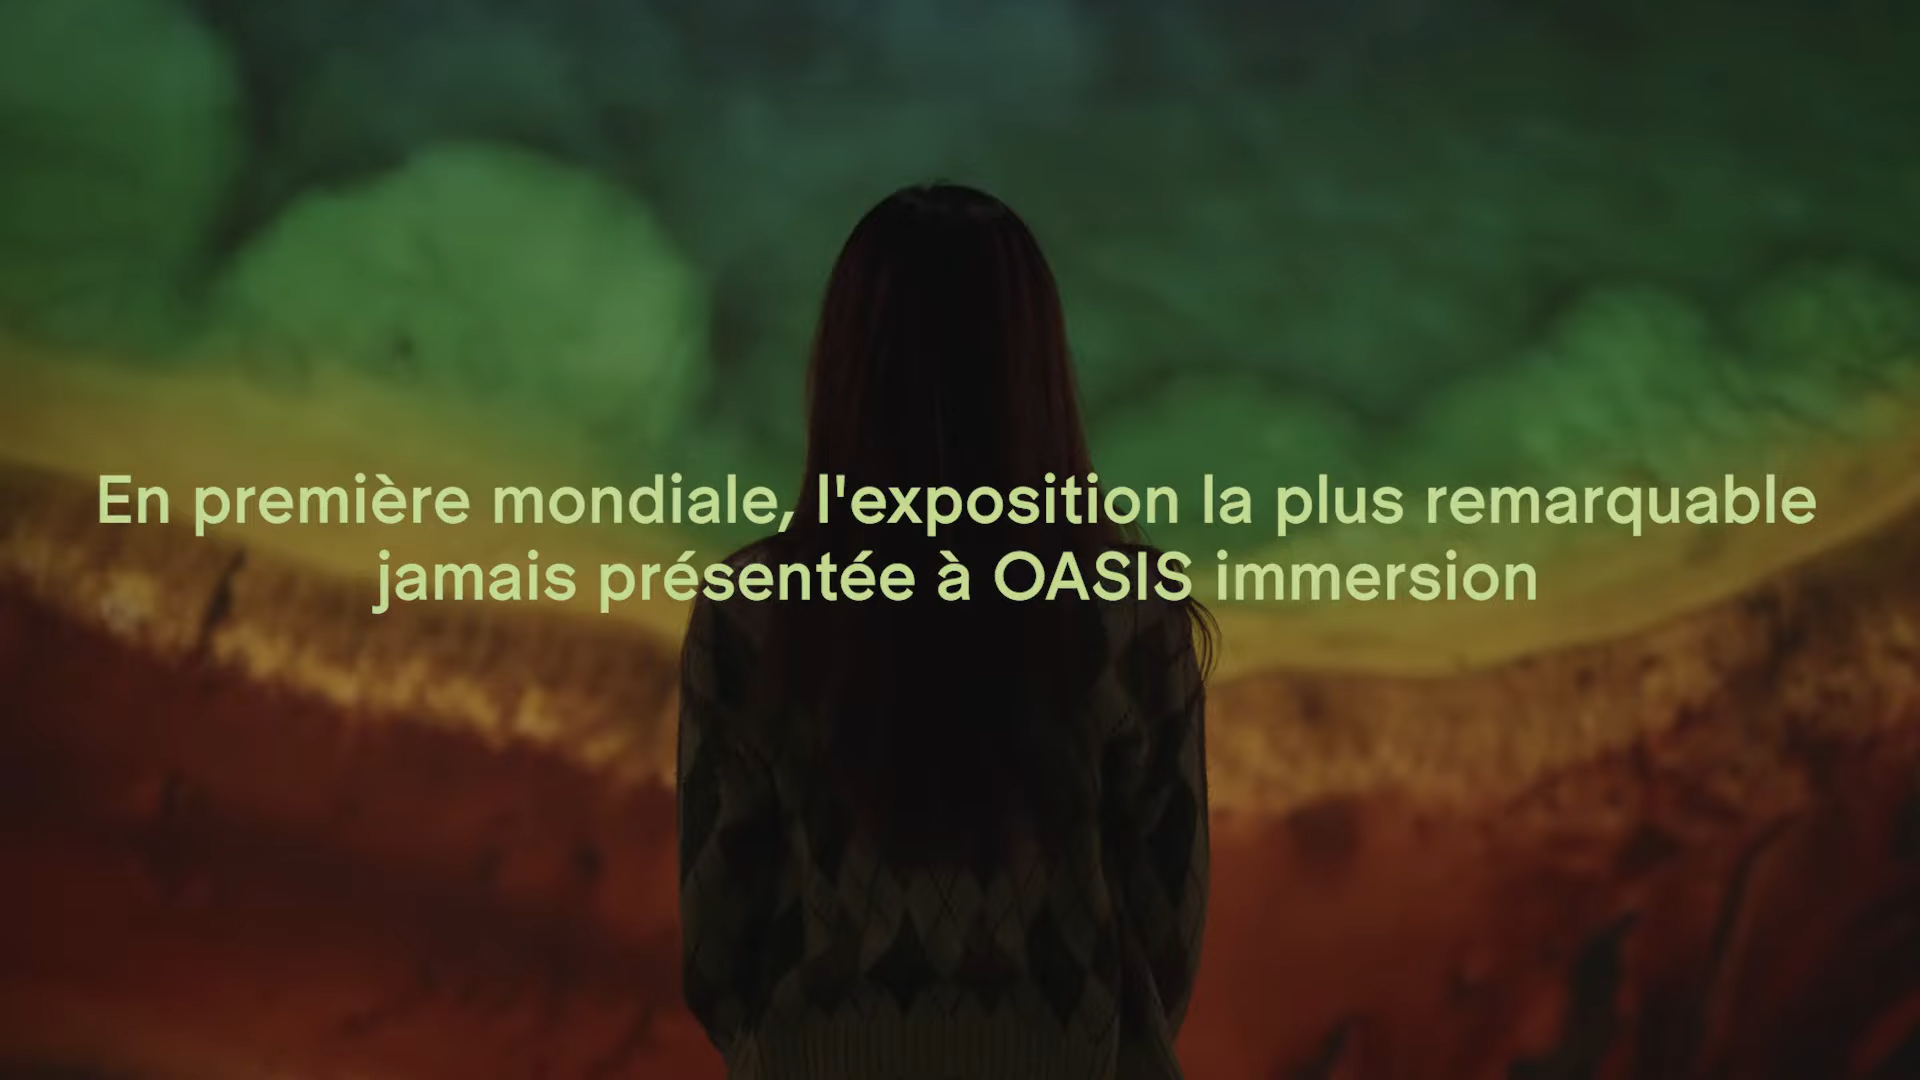 En première mondiale, l'exposition la plus remarquable
jamais présentée à OASIS immersion